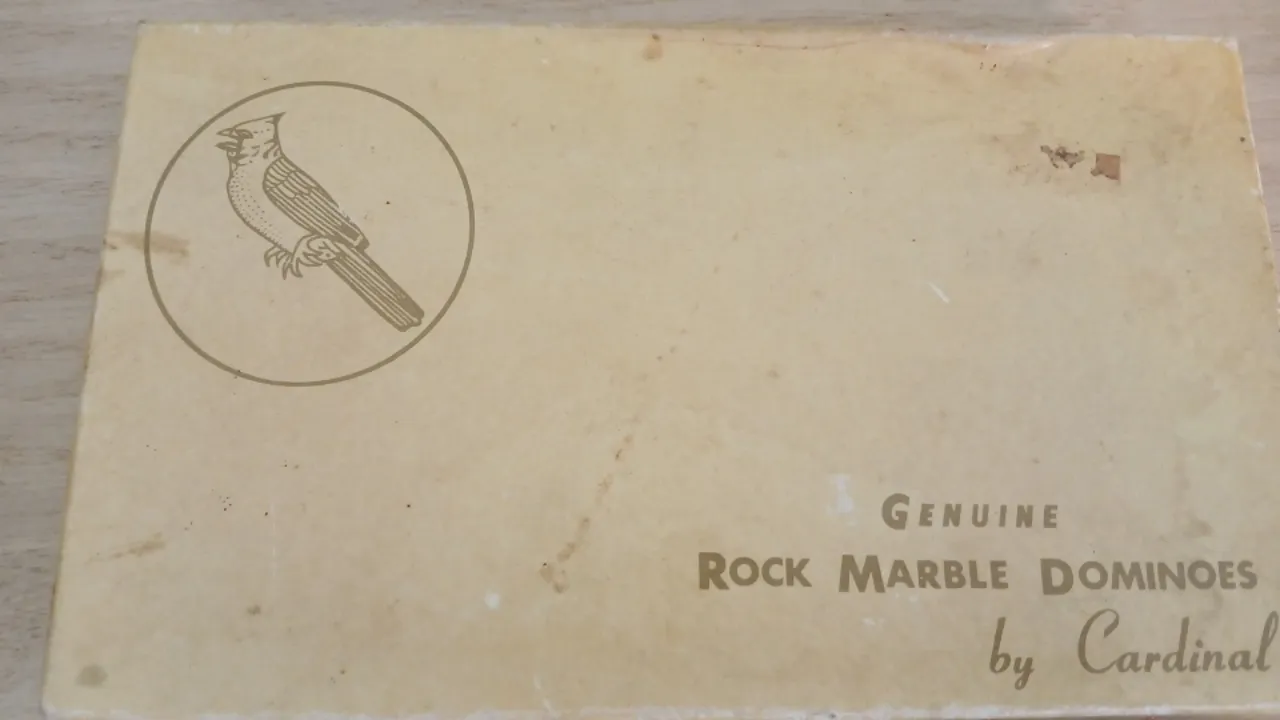 GENUINE
ROCK MARBLE DOMINOES
by Cardinal